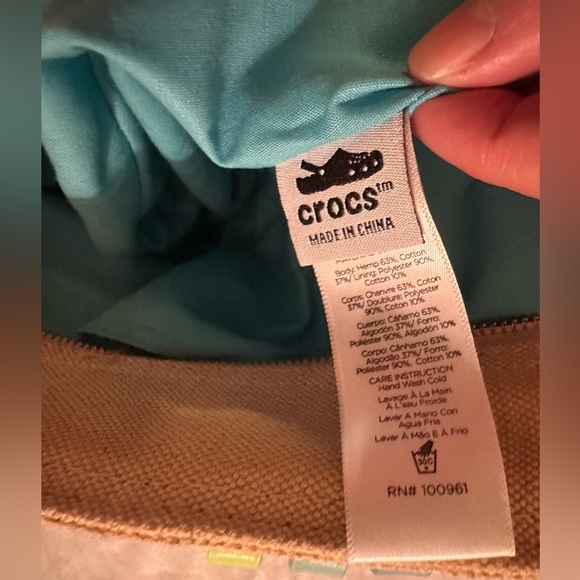 crocs™
MADE IN CHINA
Body: Hemp 63%, Cotton
37%/ Lining: Polyester 90%,
Cotton 10%
Corps: Chanvre 63%, Coton
37%/ Doublure: Polyester
90%, Coton 10%
Cuerpo: Cáñamo 63%,
Algodón 37%/ Forro:
Poliéster 90%, Algodón 10%
Corpo: Cânhamo 63%,
Algodão 37%/ Forro:
Poliéster 90%, Cotton 10%
CARE INSTRUCTION
Hand Wash Cold
Lavage À La Main
À L'eau Froide
Lavar A Mano Con
Agua Fria
Lavar À Mão E À Frio
30C
RN# 100961